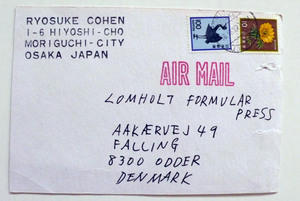 RYOSUKE COHEN
1-6 HIYOSHI-CHO
MORIGUCHI-CITY
OSAKA JAPAN
AIR MAIL
LOMHOLT FORMULAR
PRESS
AAKÆRVEJ 49
FALLING
8300 ODDER
DENMARK